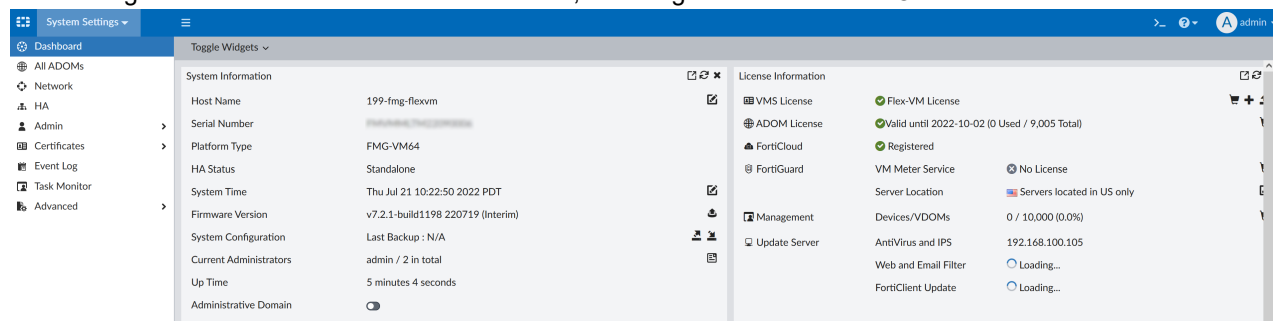 System Settings
admin
Dashboard
All ADOMs
Network
HA
Admin
Certificates
Event Log
Task Monitor
Advanced
Toggle Widgets
System Information
Host Name 199-fmg-flexvm
Serial Number
Platform Type FMG-VM64
HA Status Standalone
System Time Thu Jul 21 10:22:50 2022 PDT
Firmware Version v7.2.1-build1198 220719 (Interim)
System Configuration Last Backup : N/A
Current Administrators admin / 2 in total
Up Time 5 minutes 4 seconds
Administrative Domain
License Information
VMS License Flex-VM License
ADOM License Valid until 2022-10-02 (0 Used / 9,005 Total)
FortiCloud Registered
FortiGuard VM Meter Service No License
Server Location Servers located in US only
Management Devices/VDOMs 0 / 10,000 (0.0%)
Update Server AntiVirus and IPS 192.168.100.105
Web and Email Filter Loading...
FortiClient Update Loading...